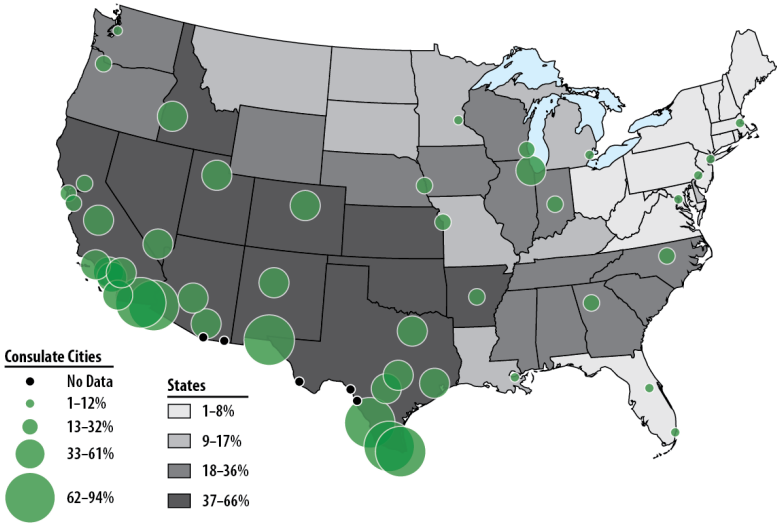 Consulate Cities
No Data
1–12%
13–32%
33–61%
62–94%
States
1–8%
9–17%
18–36%
37–66%